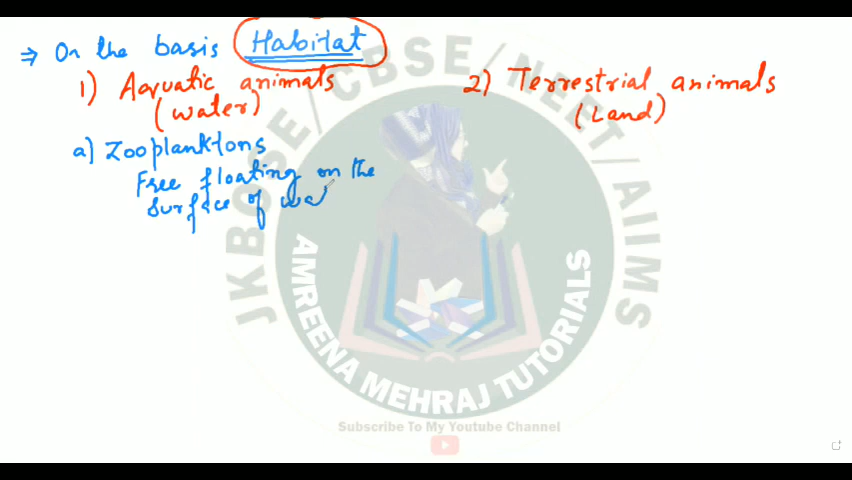 ⇒ On the basis Habitat
1) Aquatic animals
(water)
2) Terrestrial animals
(Land)
a) Zooplanktons
Free floating on the
surface of wat
JKBOSE/CBSE/NEET/AIIMS
AMREENA MEHRAJ TUTORIALS
Subscribe To My Youtube Channel